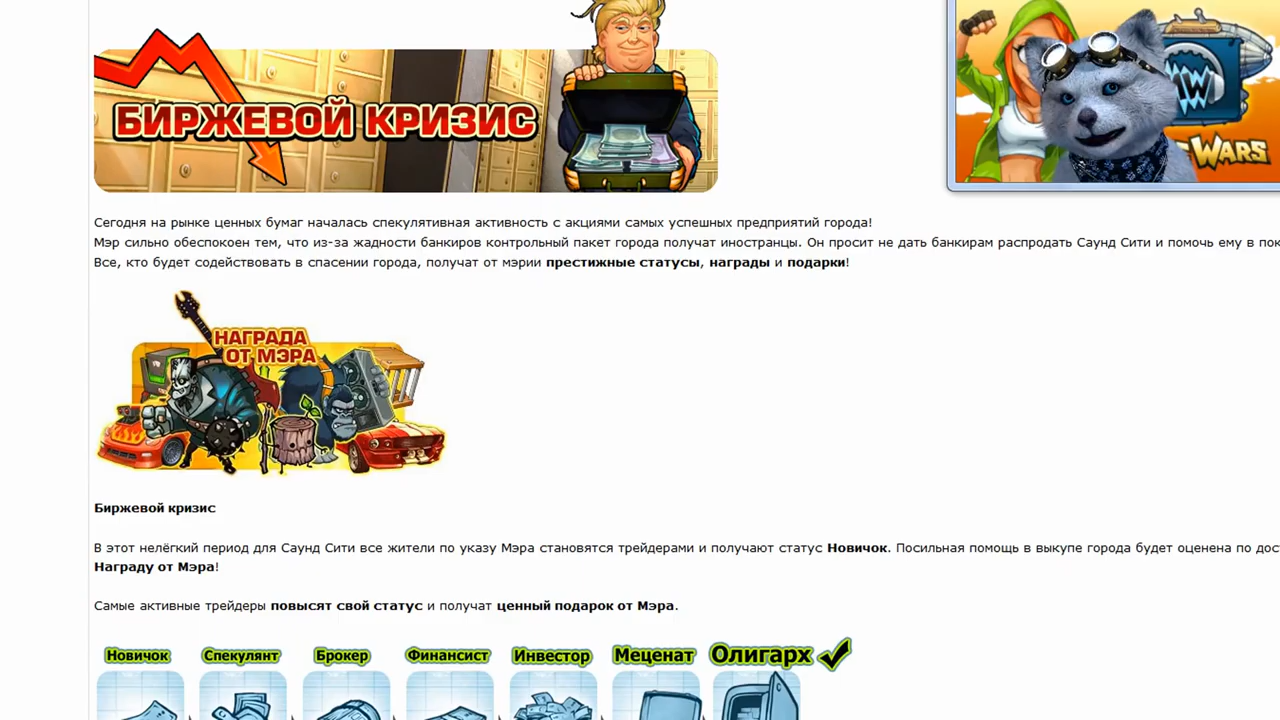 БИРЖЕВОЙ КРИЗИС
WARS
Сегодня на рынке ценных бумаг началась спекулятивная активность с акциями самых успешных предприятий города!
Мэр сильно обеспокоен тем, что из-за жадности банкиров контрольный пакет города получат иностранцы. Он просит не дать банкирам распродать Саунд Сити и помочь ему в
Все, кто будет содействовать в спасении города, получат от мэрии престижные статусы, награды и подарки!
НАГРАДА
ОТ МЭРА
Биржевой кризис
В этот нелёгкий период для Саунд Сити все жители по указу Мэра становятся трейдерами и получают статус Новичок. Посильная помощь в выкупе города будет оценена по
Награду от Мэра!
Самые активные трейдеры повысят свой статус и получат ценный подарок от Мэра.
Новичок Спекулянт Брокер Финансист Инвестор Меценат Олигарх